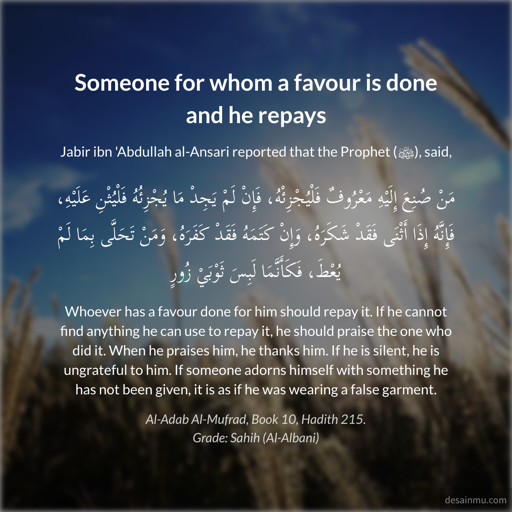 Someone for whom a favour is done
and he repays
Jabir ibn 'Abdullah al-Ansari reported that the Prophet (ﷺ), said,
مَنْ صُنِعَ إِلَيْهِ مَعْرُوفٌ فَلْيُجْزِئْهُ، فَإِنْ لَمْ يَجِدْ مَا يُجْزِئُهُ فَلْيُثْنِ عَلَيْهِ،
فَإِنَّهُ إِذَا أَثْنَى فَقَدْ شَكَرَهُ، وَإِنْ كَتَمَهُ فَقَدْ كَفَرَهُ، وَمَنْ تَحَلَّى بِمَا لَمْ
يُعْطَ، فَكَأَنَّمَا لَبِسَ ثَوْبَيْ زُورٍ
Whoever has a favour done for him should repay it. If he cannot
find anything he can use to repay it, he should praise the one who
did it. When he praises him, he thanks him. If he is silent, he is
ungrateful to him. If someone adorns himself with something he
has not been given, it is as if he was wearing a false garment.
Al-Adab Al-Mufrad, Book 10, Hadith 215.
Grade: Sahih (Al-Albani)
desainmu.com